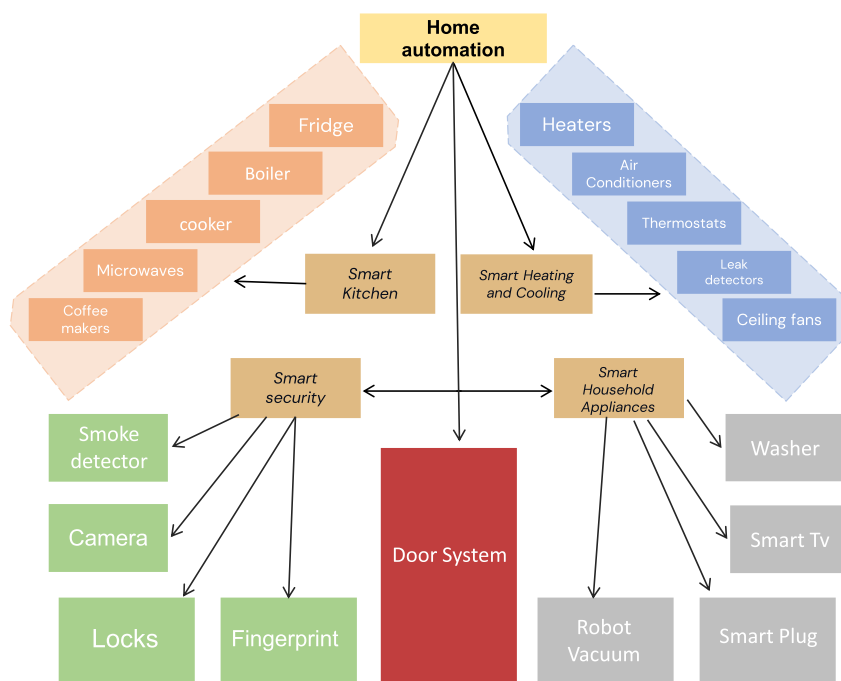 Home
automation
Fridge
Boiler
cooker
Microwaves
Coffee
makers
Heaters
Air
Conditioners
Thermostats
Leak
detectors
Ceiling fans
Smart
Kitchen
Smart Heating
and Cooling
Smart
security
Smart
Household
Appliances
Smoke
detector
Camera
Locks
Fingerprint
Door System
Washer
Smart Tv
Robot
Vacuum
Smart Plug